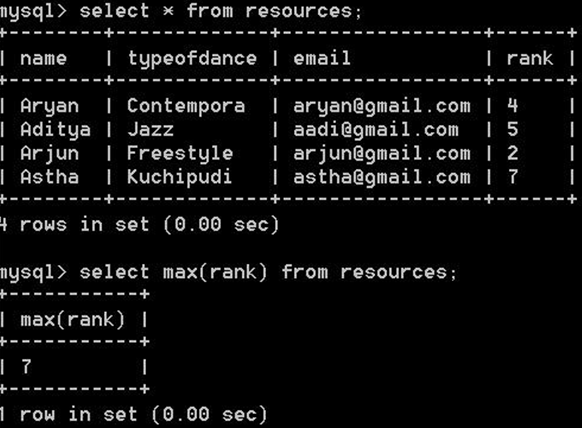 mysql> select * from resources;
+--------+-------------+------------------+------+
| name   | typeofdance | email            | rank |
+--------+-------------+------------------+------+
| Aryan  | Contempora  | aryan@gmail.com  | 4    |
| Aditya | Jazz        | aadi@gmail.com   | 5    |
| Arjun  | Freestyle   | arjun@gmail.com  | 2    |
| Astha  | Kuchipudi   | astha@gmail.com  | 7    |
+--------+-------------+------------------+------+
4 rows in set (0.00 sec)
mysql> select max(rank) from resources;
+-----------+
| max(rank) |
+-----------+
| 7         |
+-----------+
1 row in set (0.00 sec)